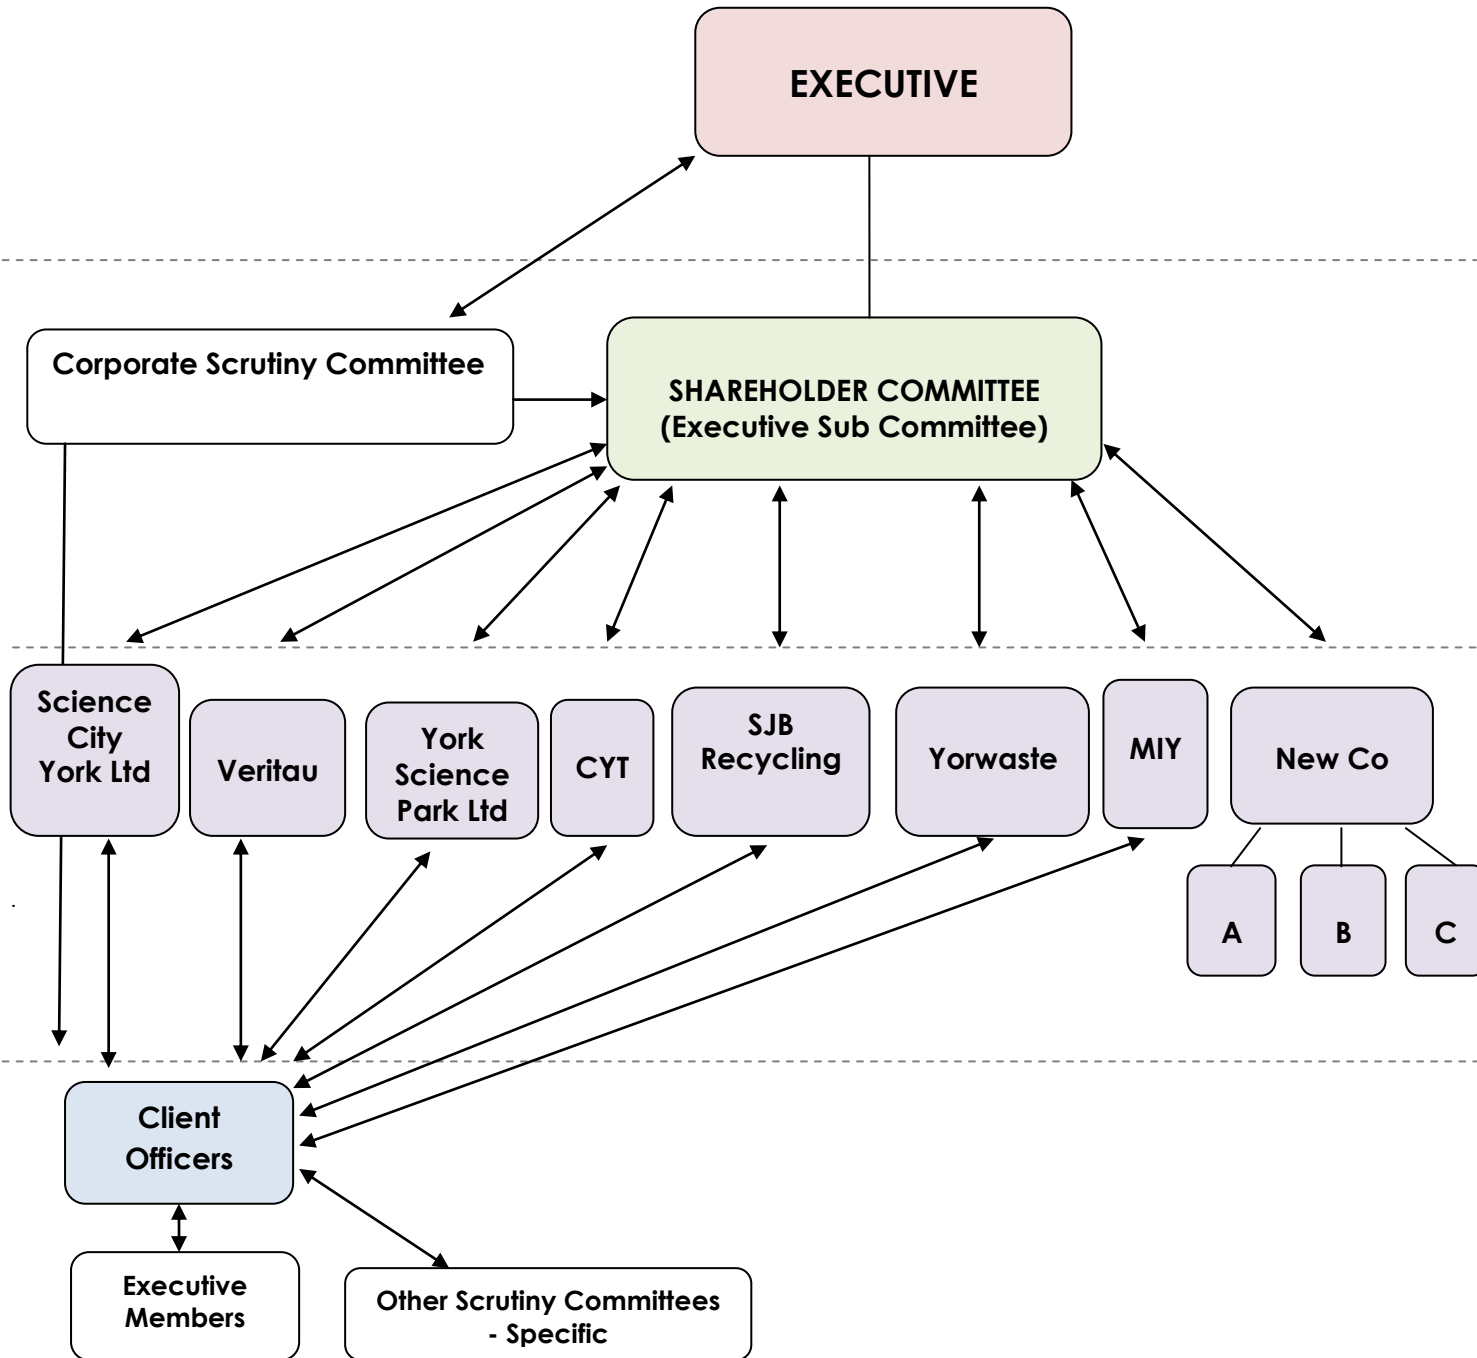 EXECUTIVE
Corporate Scrutiny Committee
SHAREHOLDER COMMITTEE
(Executive Sub Committee)
Science
City
York Ltd
Veritau
York
Science
Park Ltd
CYT
SJB
Recycling
Yorwaste
MIY
New Co
A
B
C
Client
Officers
Executive
Members
Other Scrutiny Committees
- Specific